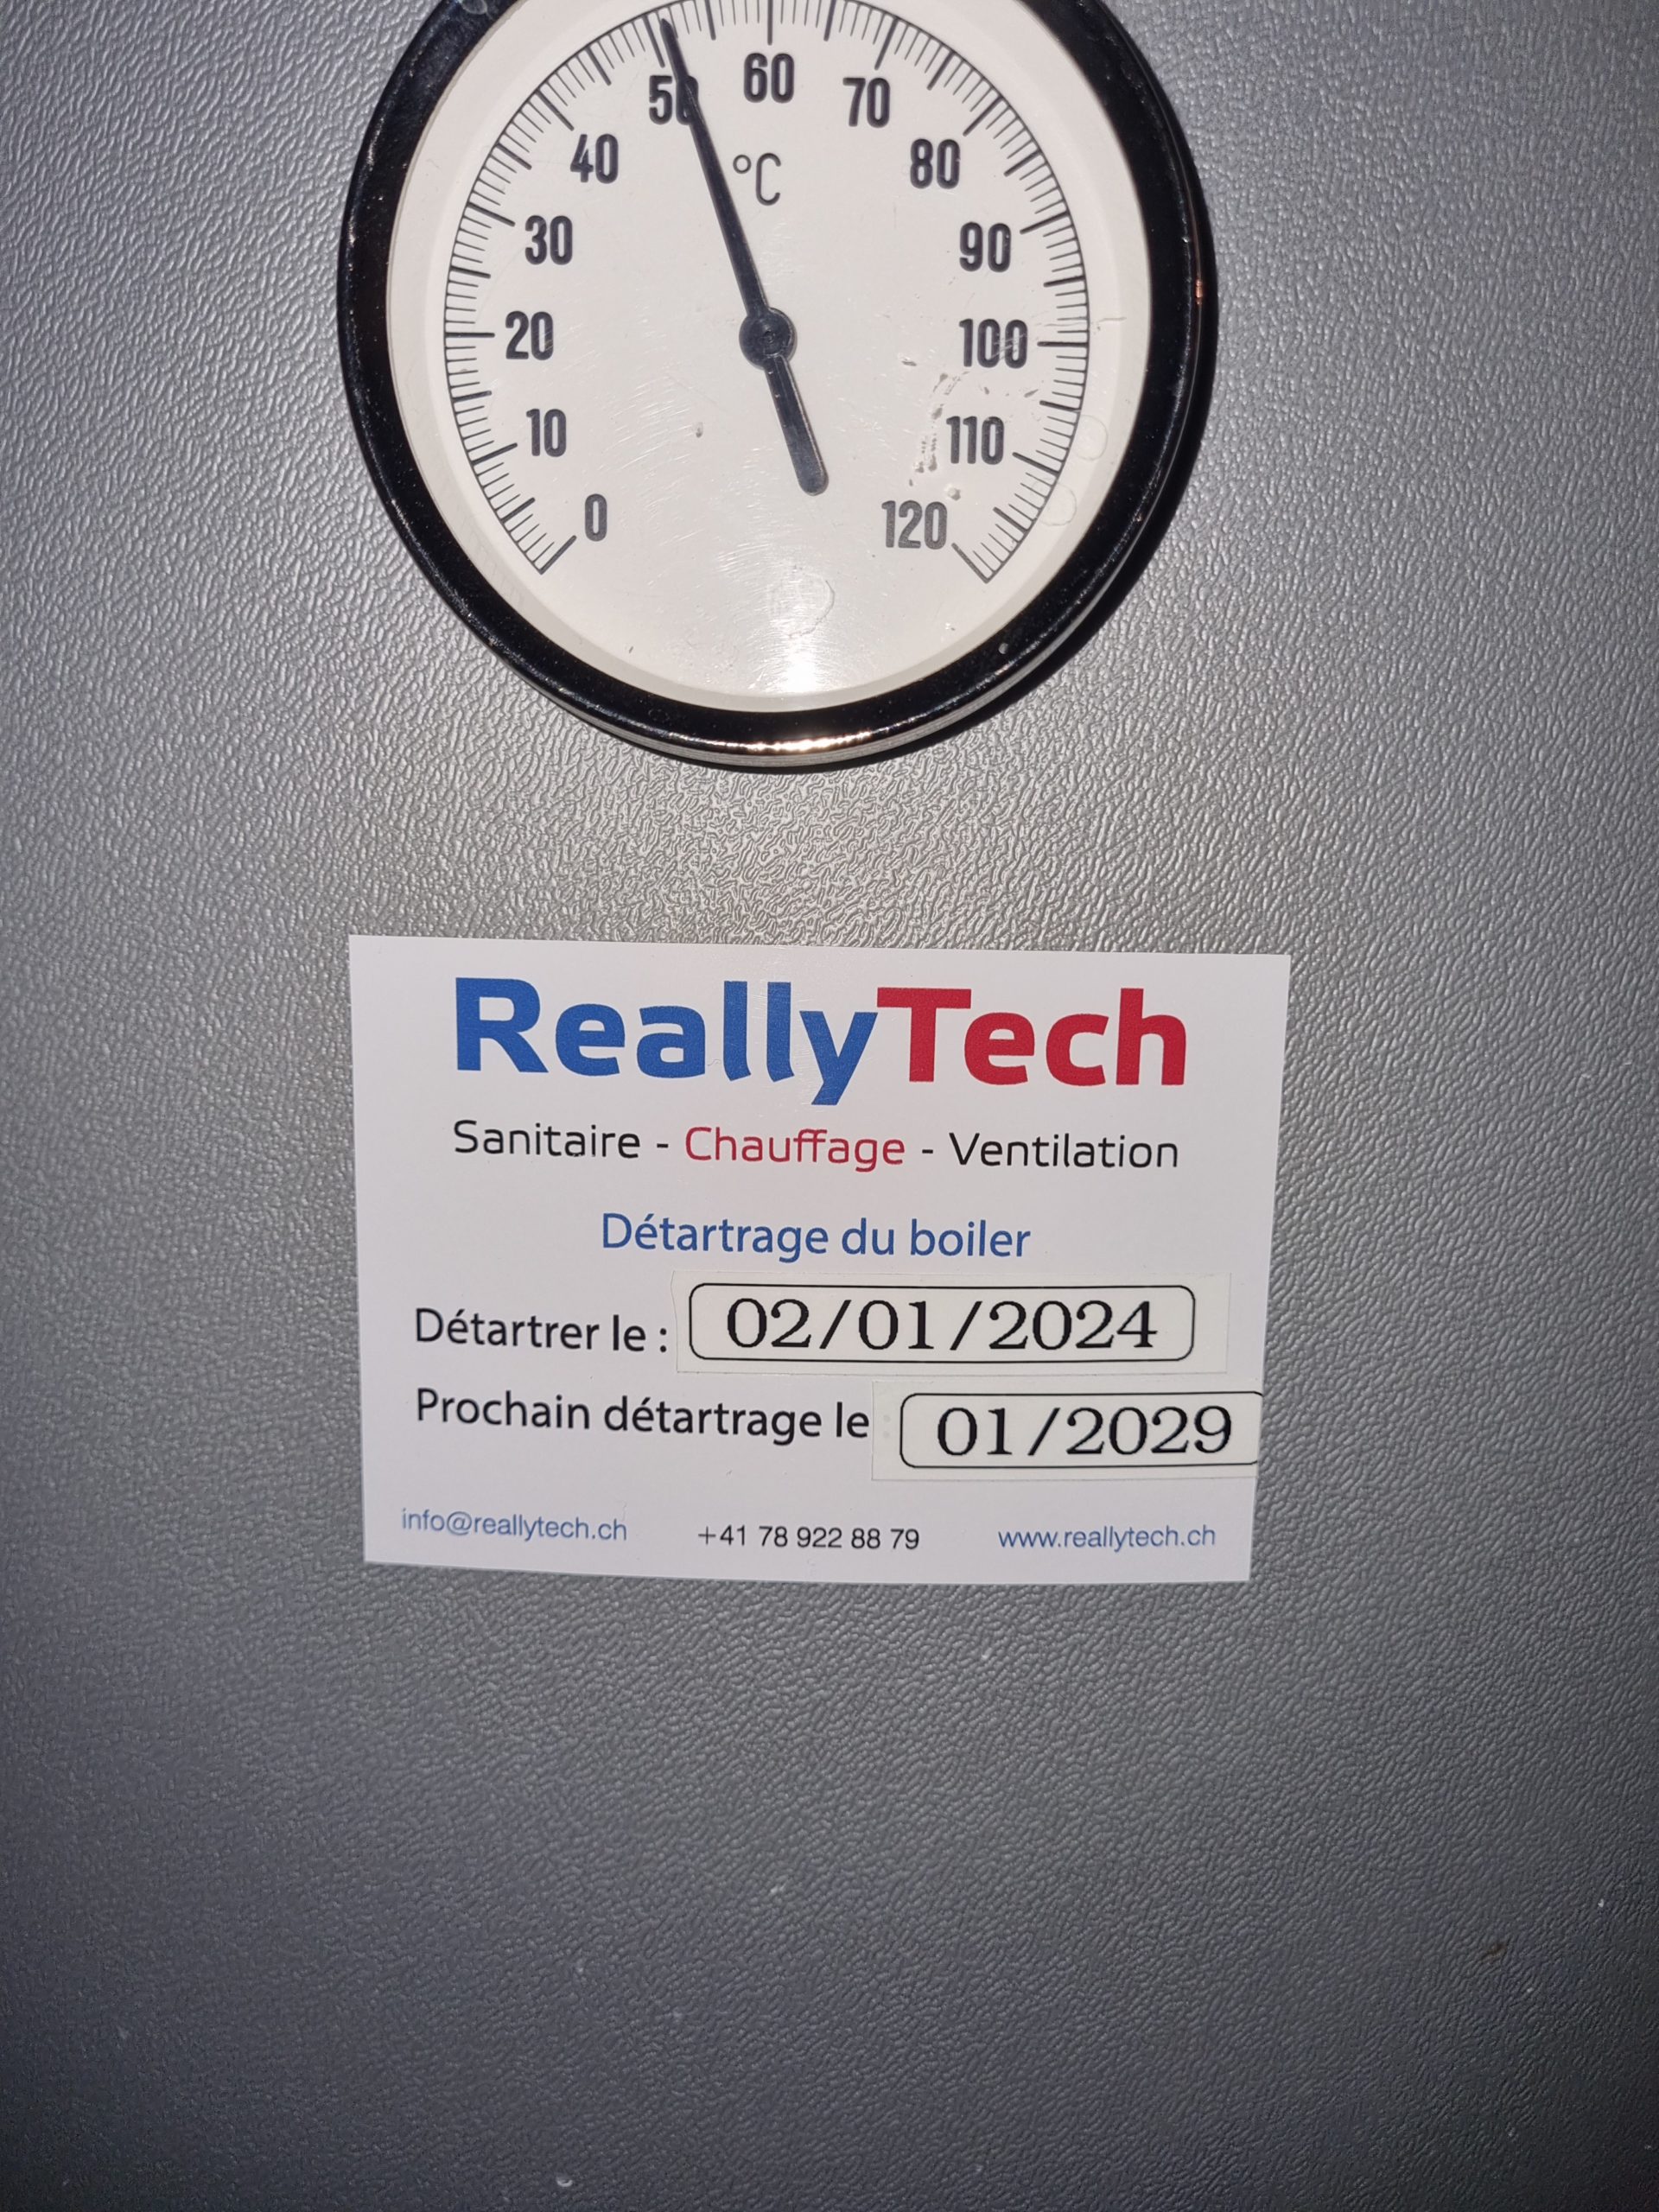 60
50 70
°C
40 80
30 90
20 100
10 110
0 120
ReallyTech
Sanitaire - Chauffage - Ventilation
Détartrage du boiler
Détartrer le : 02/01/2024
Prochain détartrage le 01/2029
info@reallytech.ch +41 78 922 88 79 www.reallytech.ch